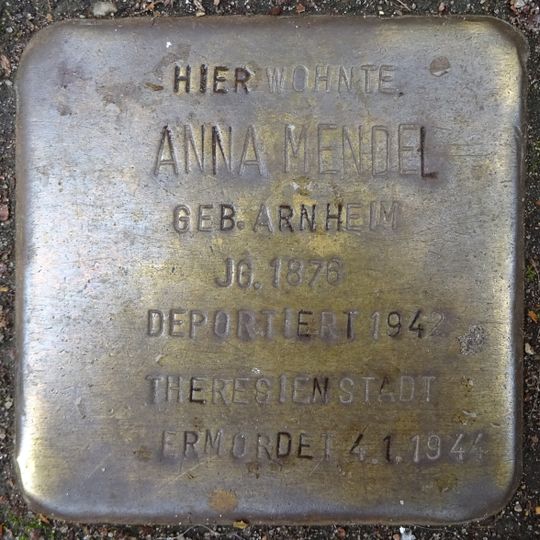 HIER WOHNTE
ANNA MENDEL
GEB. ARNHEIM
JG. 1876
DEPORTIERT 1942
THERESIENSTADT
ERMORDET 4.1.1944